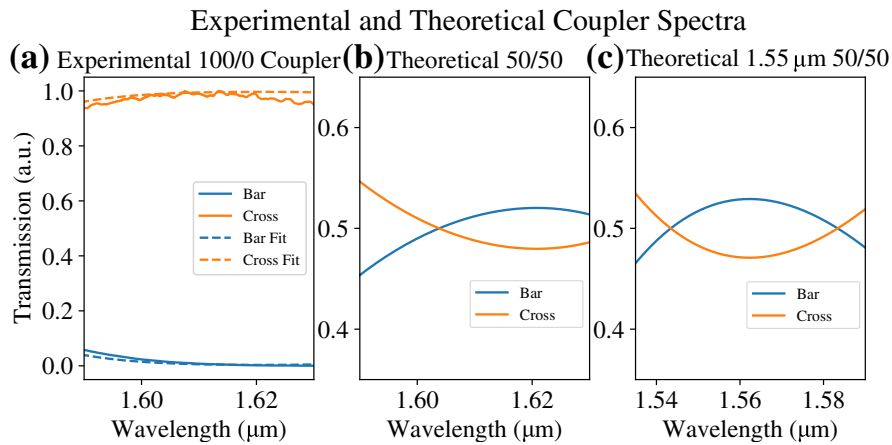 Experimental and Theoretical Coupler Spectra
(a) Experimental 100/0 Coupler
(b) Theoretical 50/50
(c) Theoretical 1.55 μm 50/50
Transmission (a.u.)
1.0
0.8
0.6
0.4
0.2
0.0
Bar
Cross
Bar Fit
Cross Fit
1.60
1.62
Wavelength (μm)
0.6
0.5
0.4
Bar
Cross
1.60
1.62
Wavelength (μm)
0.6
0.5
0.4
Bar
Cross
1.54
1.56
1.58
Wavelength (μm)